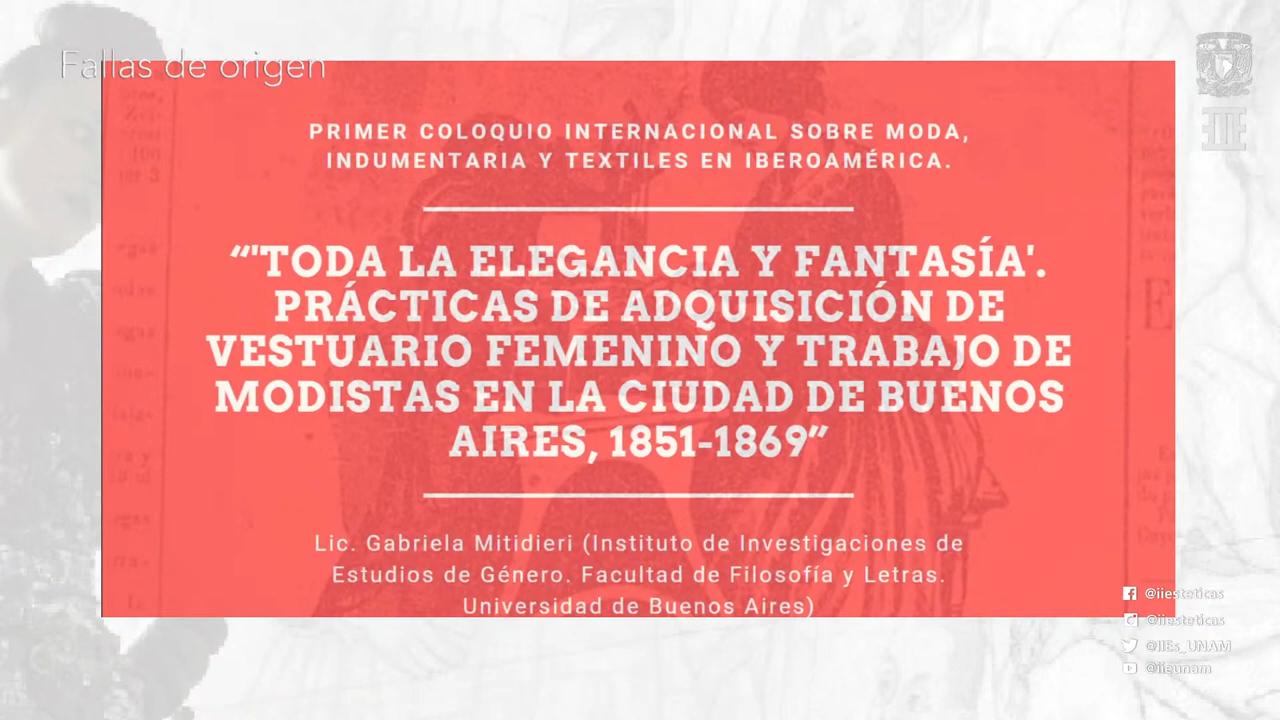 Fallas de origen
PRIMER COLOQUIO INTERNACIONAL SOBRE MODA,
INDUMENTARIA Y TEXTILES EN IBEROAMÉRICA.
“'TODA LA ELEGANCIA Y FANTASÍA'.
PRÁCTICAS DE ADQUISICIÓN DE
VESTUARIO FEMENINO Y TRABAJO DE
MODISTAS EN LA CIUDAD DE BUENOS
AIRES, 1851-1869”
Lic. Gabriela Mitidieri (Instituto de Investigaciones de
Estudios de Género. Facultad de Filosofía y Letras.
Universidad de Buenos Aires)
@iiesteticas
@iiesteticas
@IIEs_UNAM
@iieunam